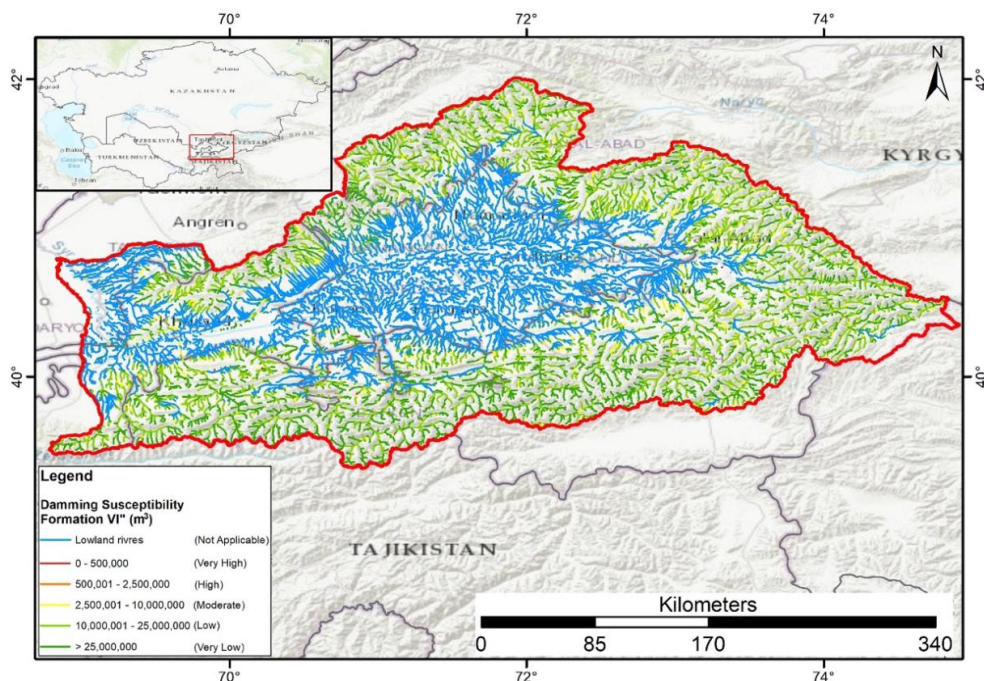 70°
72°
74°
42°
42°
N
KAZAKHSTAN
Astana
UZBEKISTAN
TURKMENISTAN
Baku
Tehran
Naryn
KYRGY
Angren
40°
40°
TAJIKISTAN
Legend
Damming Susceptibility
Formation VI" (m³)
Lowland rivres (Not Applicable)
0 - 500,000 (Very High)
500,001 - 2,500,000 (High)
2,500,001 - 10,000,000 (Moderate)
10,000,001 - 25,000,000 (Low)
> 25,000,000 (Very Low)
Kilometers
0 85 170 340
70°
72°
74°